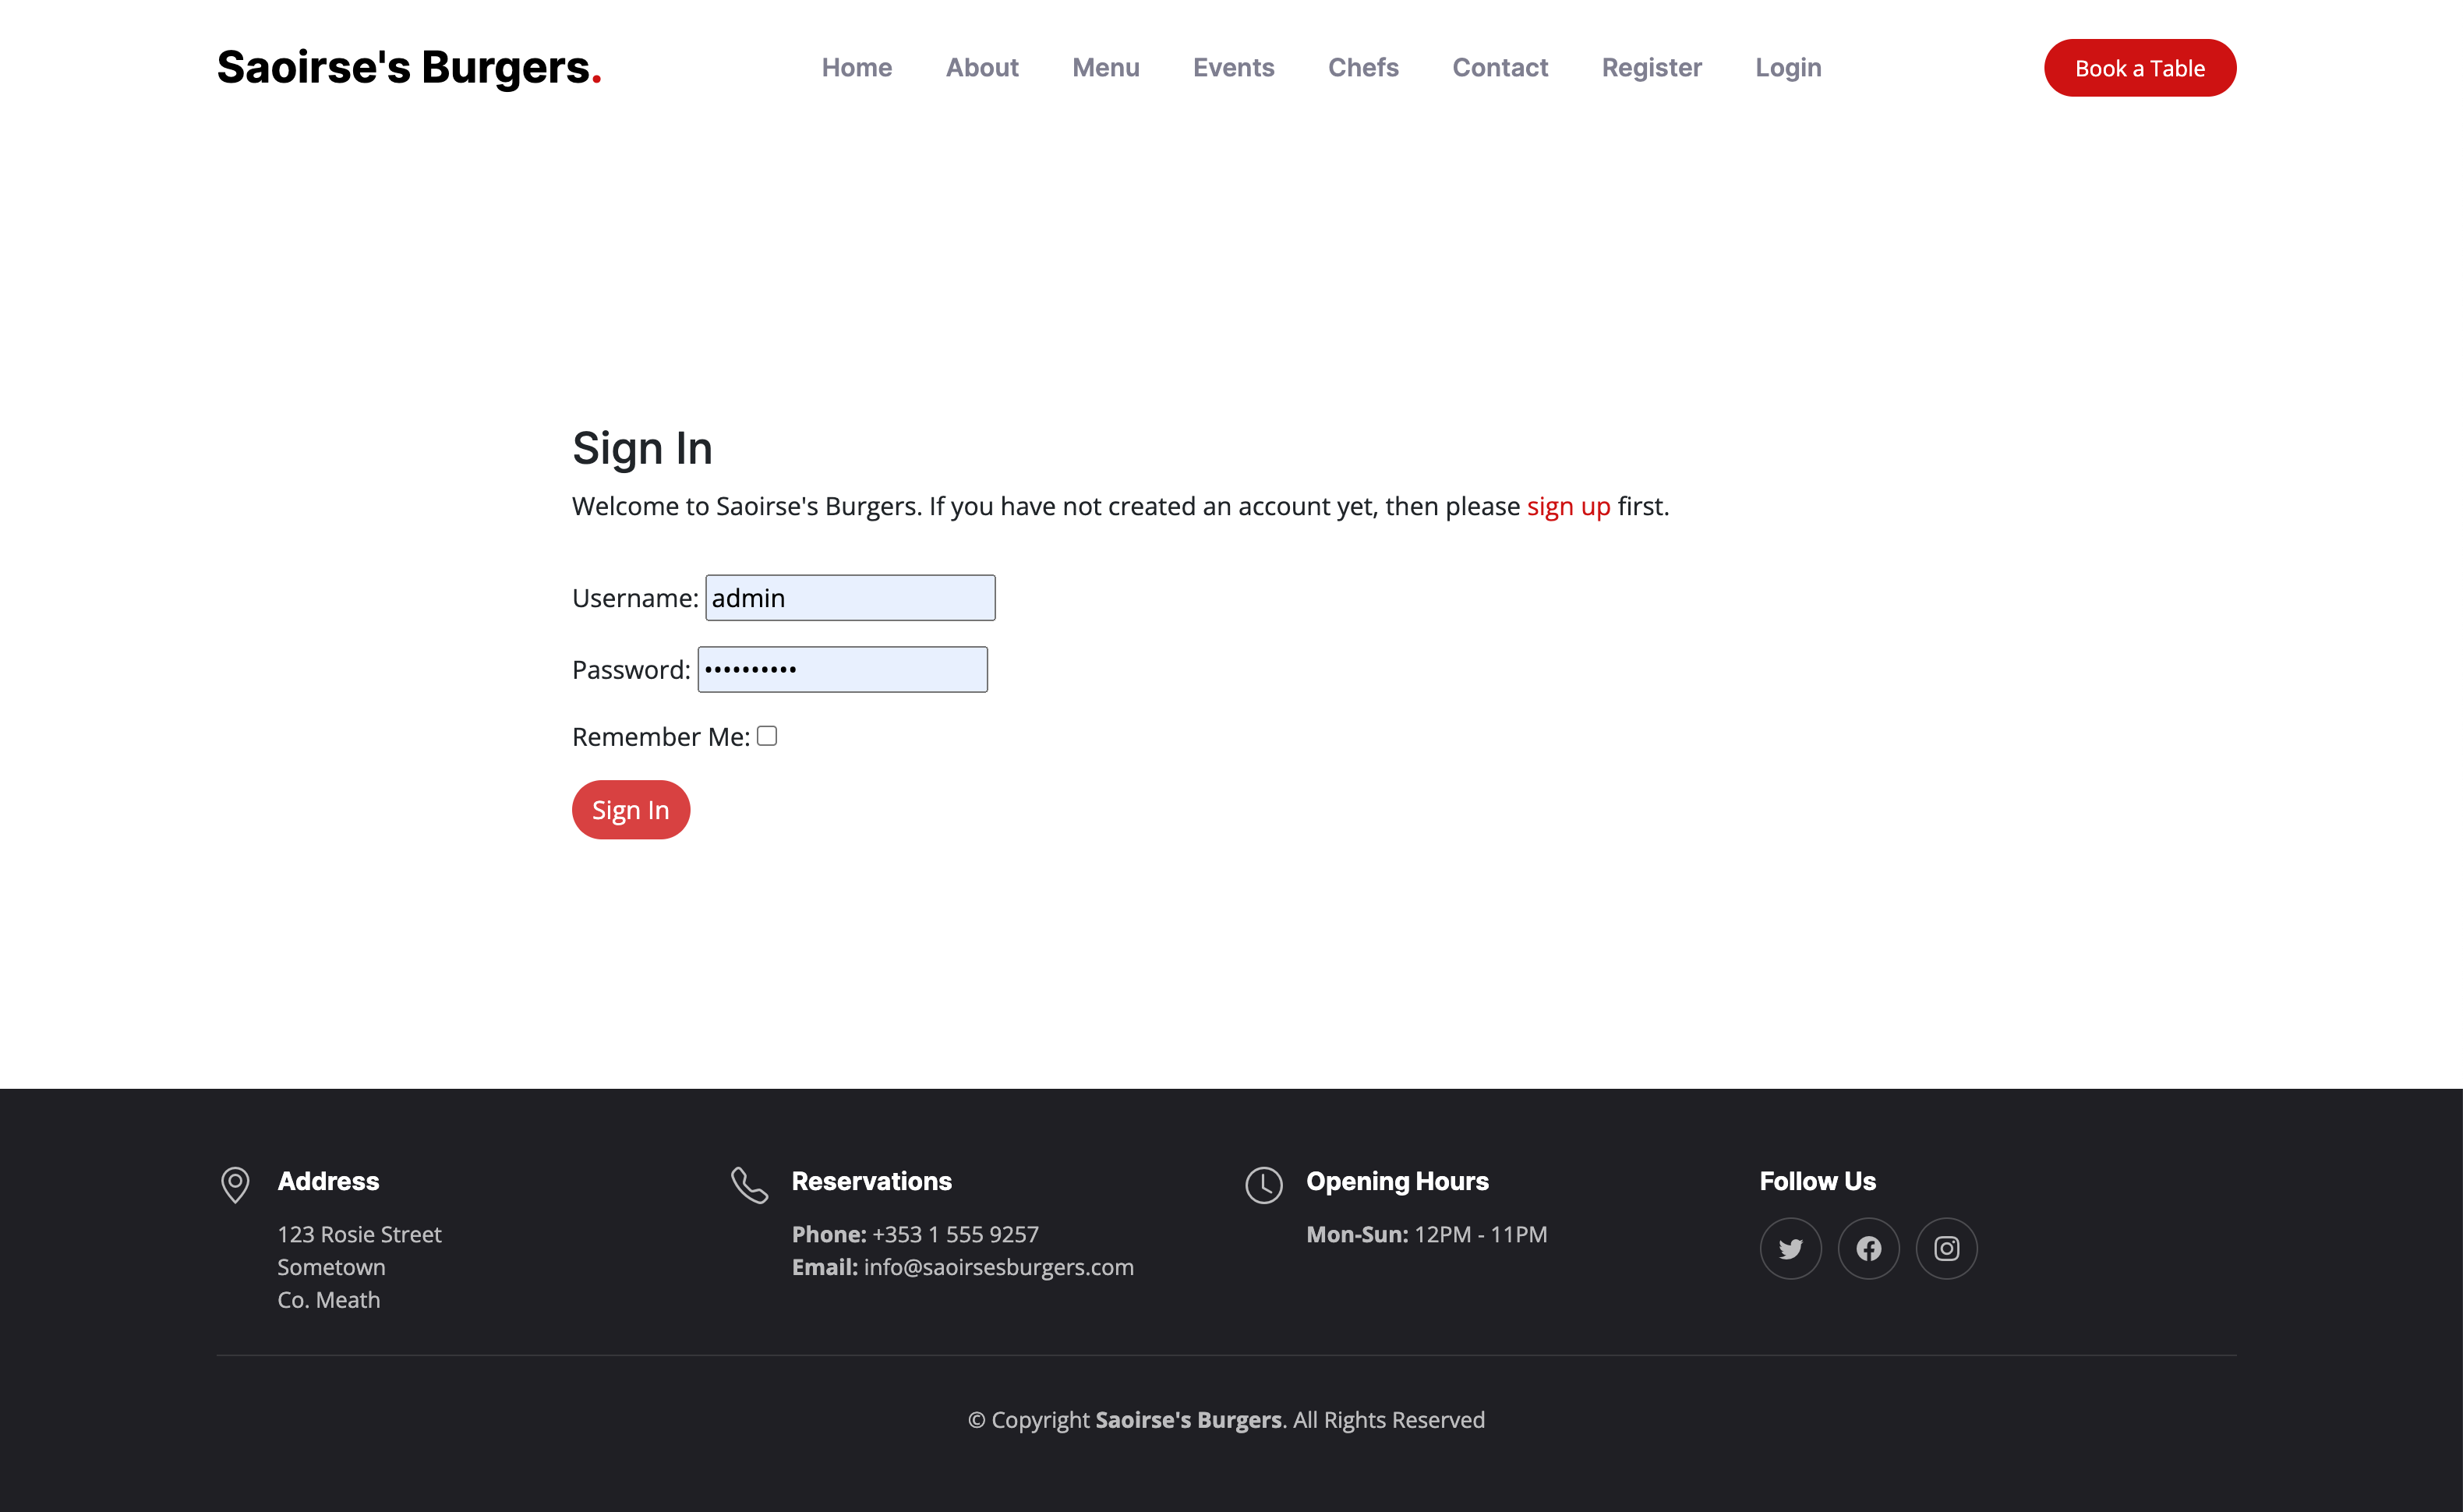 Saoirse's Burgers.
Home About Menu Events Chefs Contact Register Login
Book a Table
Sign In
Welcome to Saoirse's Burgers. If you have not created an account yet, then please sign up first.
Username: admin
Password: ••••••••••
Remember Me:
Sign In
Address
123 Rosie Street
Sometown
Co. Meath
Reservations
Phone: +353 1 555 9257
Email: info@saoirsesburgers.com
Opening Hours
Mon-Sun: 12PM - 11PM
Follow Us
© Copyright Saoirse's Burgers. All Rights Reserved